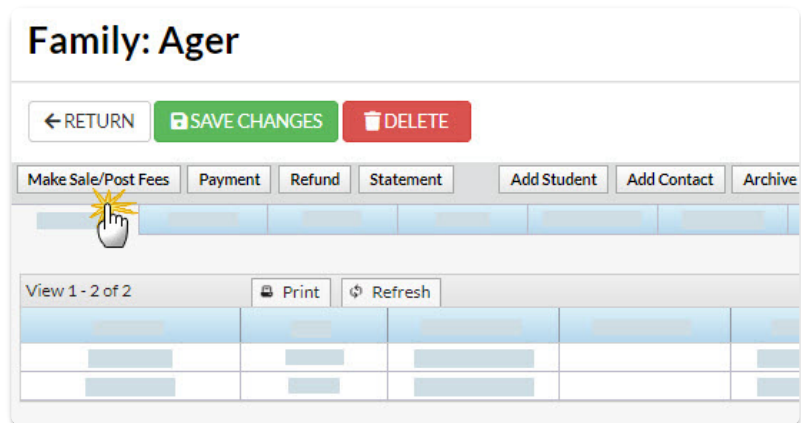 Family: Ager
RETURN SAVE CHANGES DELETE
Make Sale/Post Fees Payment Refund Statement Add Student Add Contact Archive
View 1 - 2 of 2 Print Refresh